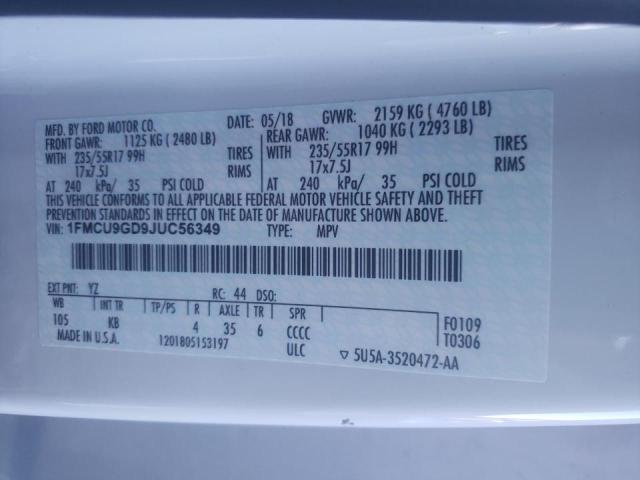 MFD. BY FORD MOTOR CO. DATE: 05/18 GVWR: 2159 KG ( 4760 LB)
FRONT GAWR: 1125 KG ( 2480 LB) REAR GAWR: 1040 KG ( 2293 LB)
WITH 235/55R17 99H TIRES WITH 235/55R17 99H TIRES
17x7.5J RIMS 17x7.5J RIMS
AT 240 kPa/ 35 PSI COLD AT 240 kPa/ 35 PSI COLD
THIS VEHICLE CONFORMS TO ALL APPLICABLE FEDERAL MOTOR VEHICLE SAFETY AND THEFT
PREVENTION STANDARDS IN EFFECT ON THE DATE OF MANUFACTURE SHOWN ABOVE.
VIN: 1FMCU9GD9JUC56349 TYPE: MPV
EXT PNT: YZ RC: 44 DSO:
WB INT TR TP/PS R AXLE TR SPR
105 KB 4 35 6 CCCC F0109
MADE IN U.S.A. 1201805153197 ULC T0306
▽ 5U5A-3520472-AA